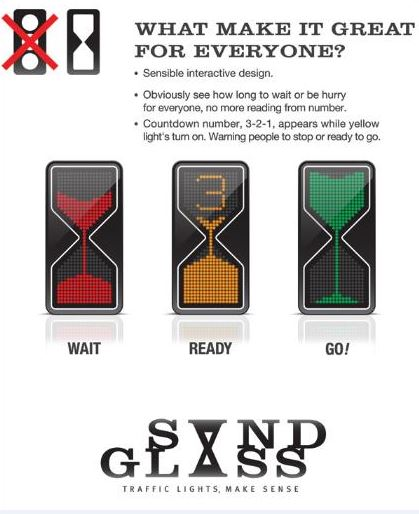 WHAT MAKE IT GREAT
FOR EVERYONE?
• Sensible interactive design.
• Obviously see how long to wait or be hurry
for everyone, no more reading from number.
• Countdown number, 3-2-1, appears while yellow
light's turn on. Warning people to stop or ready to go.
3
WAIT
READY
GO!
SAND
GLASS
TRAFFIC LIGHTS, MAKE SENSE